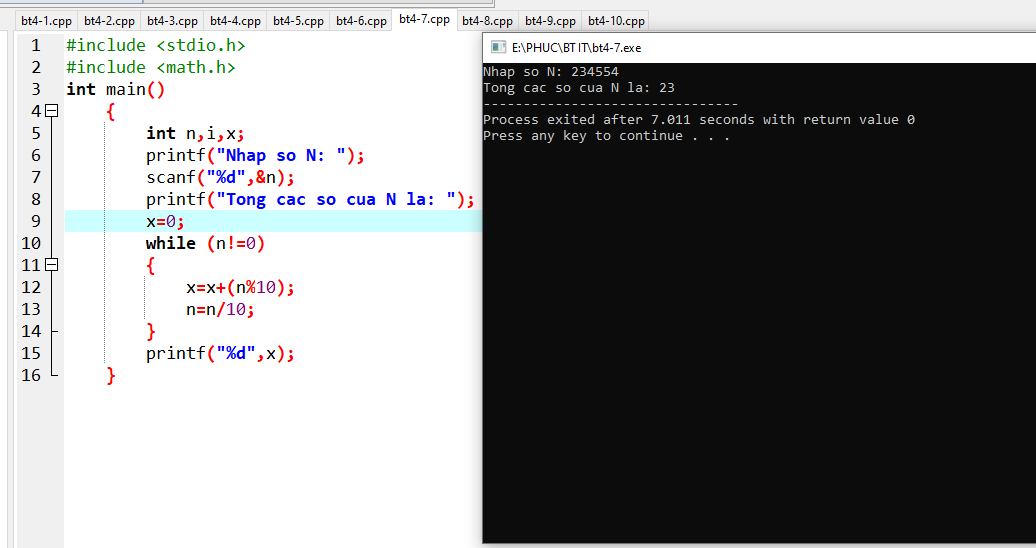 bt4-1.cpp bt4-2.cpp bt4-3.cpp bt4-4.cpp bt4-5.cpp bt4-6.cpp bt4-7.cpp bt4-8.cpp bt4-9.cpp bt4-10.cpp
1 #include <stdio.h>
2 #include <math.h>
3 int main()
4 {
5 int n,i,x;
6 printf("Nhap so N: ");
7 scanf("%d",&n);
8 printf("Tong cac so cua N la: ");
9 x=0;
10 while (n!=0)
11 {
12 x=x+(n%10);
13 n=n/10;
14 }
15 printf("%d",x);
16 }
E:\PHUC\BT IT\bt4-7.exe
Nhap so N: 234554
Tong cac so cua N la: 23
--------------------------------
Process exited after 7.011 seconds with return value 0
Press any key to continue . . .